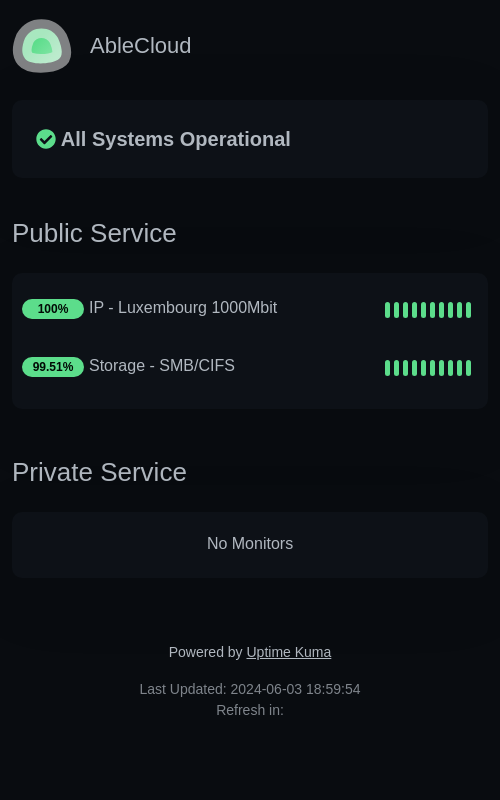 AbleCloud
All Systems Operational
Public Service
100% IP - Luxembourg 1000Mbit
99.51% Storage - SMB/CIFS
Private Service
No Monitors
Powered by Uptime Kuma
Last Updated: 2024-06-03 18:59:54
Refresh in: